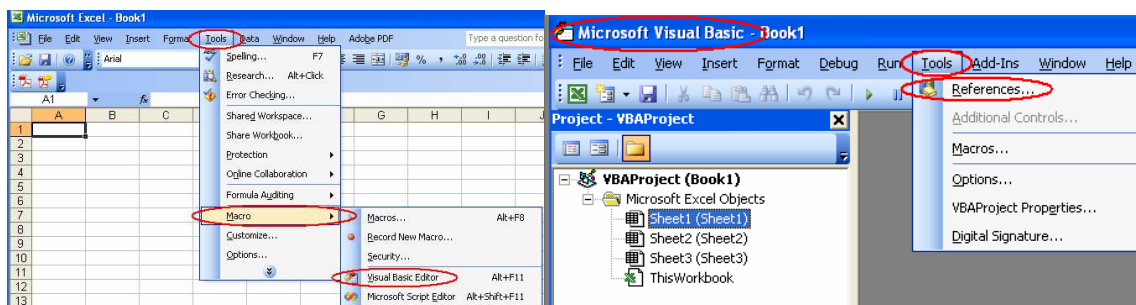 Microsoft Excel - Book1
File Edit View Insert Format Tools Data Window Help Adobe PDF Type a question fo
Arial
%
A1 fx
A B C G H I J
1
2
3
4
5
6
7
8
9
10
11
12
13
Spelling... F7
Research... Alt+Click
Error Checking...
Shared Workspace...
Share Workbook...
Protection
Online Collaboration
Formula Auditing
Macro
Customize...
Options...
Macros... Alt+F8
Record New Macro...
Security...
Visual Basic Editor Alt+F11
Microsoft Script Editor Alt+Shift+F11
Microsoft Visual Basic - Book1
File Edit View Insert Format Debug Run Tools Add-Ins Window Help
Project - VBAProject
VBAProject (Book1)
Microsoft Excel Objects
Sheet1 (Sheet1)
Sheet2 (Sheet2)
Sheet3 (Sheet3)
ThisWorkbook
References...
Additional Controls...
Macros...
Options...
VBAProject Properties...
Digital Signature...